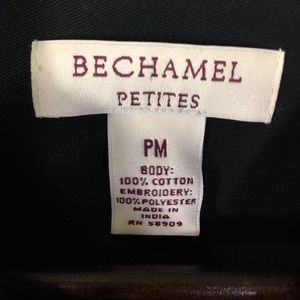 BECHAMEL
PETITES
PM
BODY:
100% COTTON
EMBROIDERY:
100% POLYESTER
MADE IN
INDIA
RN 58909